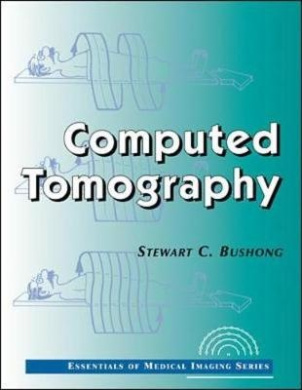 Computed
Tomography
STEWART C. BUSHONG
ESSENTIALS OF MEDICAL IMAGING SERIES